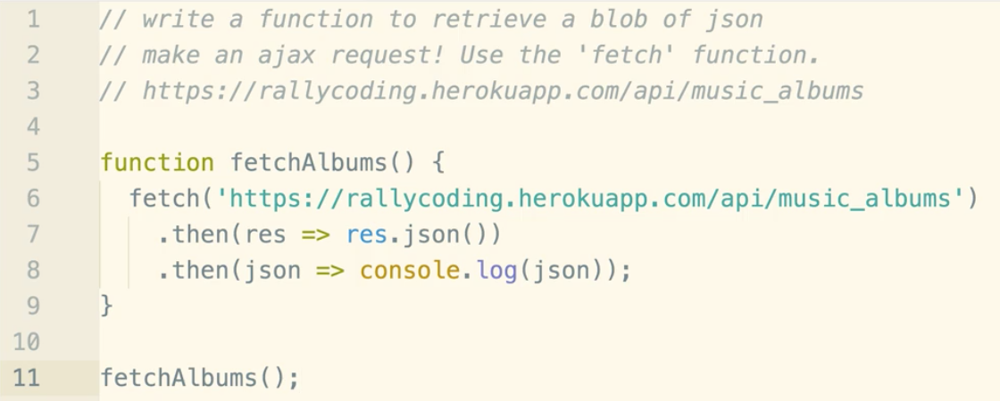 1 // write a function to retrieve a blob of json
2 // make an ajax request! Use the 'fetch' function.
3 // https://rallycoding.herokuapp.com/api/music_albums
4
5 function fetchAlbums() {
6   fetch('https://rallycoding.herokuapp.com/api/music_albums')
7     .then(res => res.json())
8     .then(json => console.log(json));
9 }
10
11 fetchAlbums();